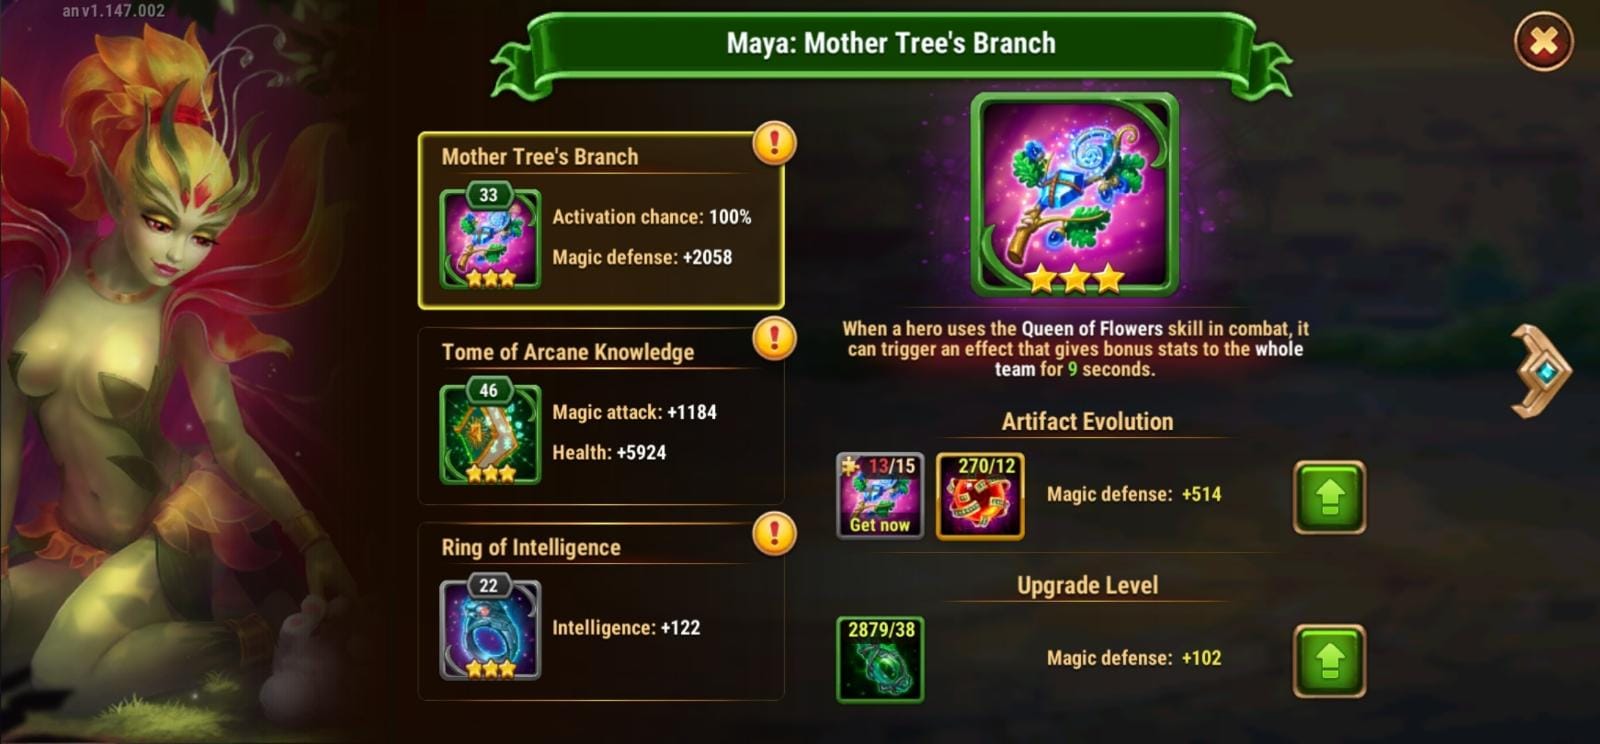 an v1.147.002
Maya: Mother Tree's Branch
Mother Tree's Branch
33
Activation chance: 100%
Magic defense: +2058
Tome of Arcane Knowledge
46
Magic attack: +1184
Health: +5924
Ring of Intelligence
22
Intelligence: +122
When a hero uses the Queen of Flowers skill in combat, it
can trigger an effect that gives bonus stats to the whole
team for 9 seconds.
Artifact Evolution
13/15
Get now
270/12
Magic defense: +514
Upgrade Level
2879/38
Magic defense: +102